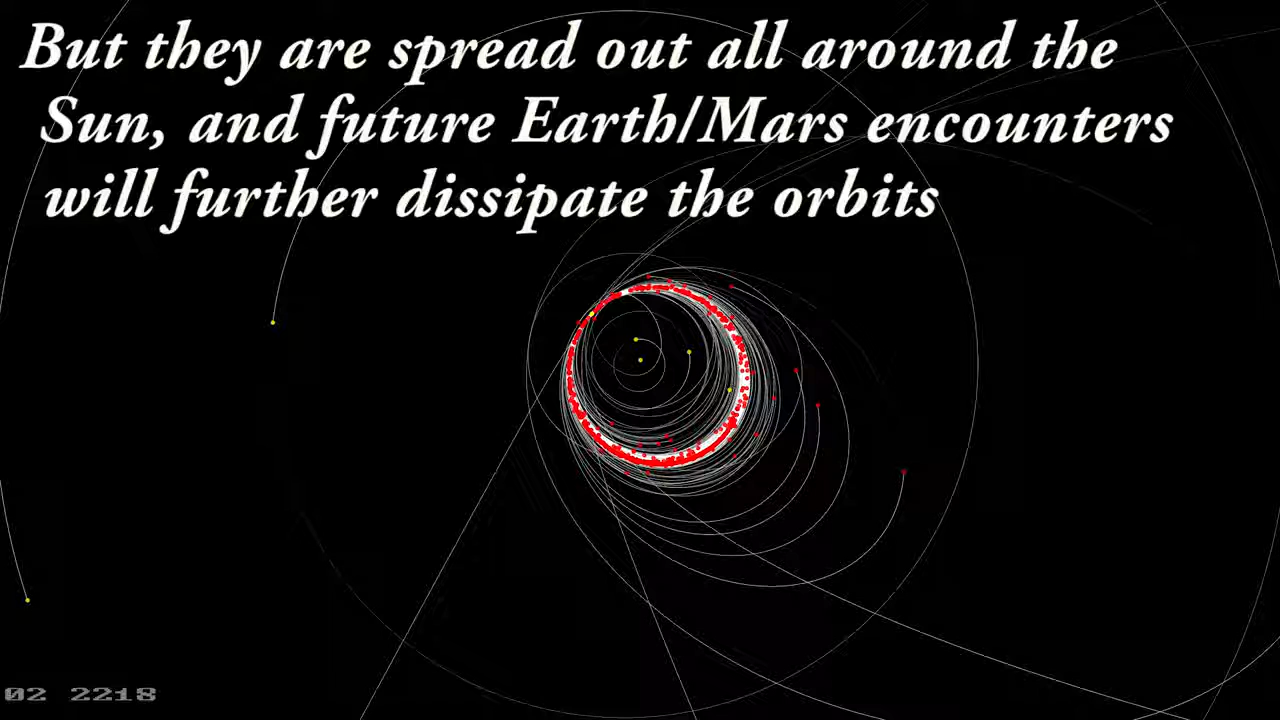 But they are spread out all around the
Sun, and future Earth/Mars encounters
will further dissipate the orbits
02 2218